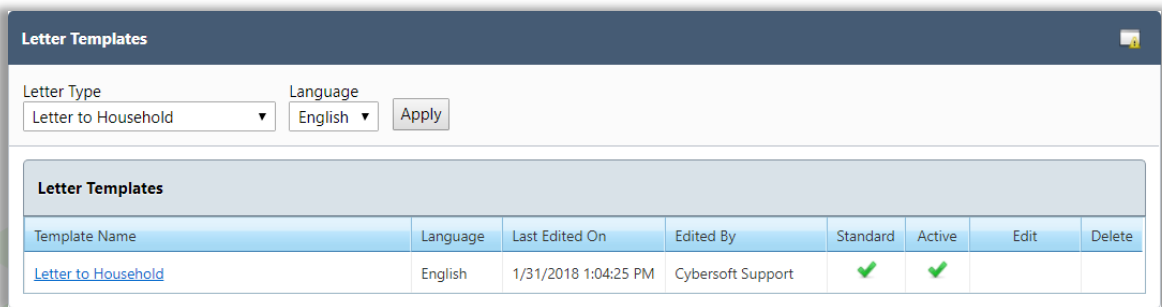 Letter Templates
Letter Type Language
Letter to Household English Apply
Letter Templates
Template Name Language Last Edited On Edited By Standard Active Edit Delete
Letter to Household English 1/31/2018 1:04:25 PM Cybersoft Support